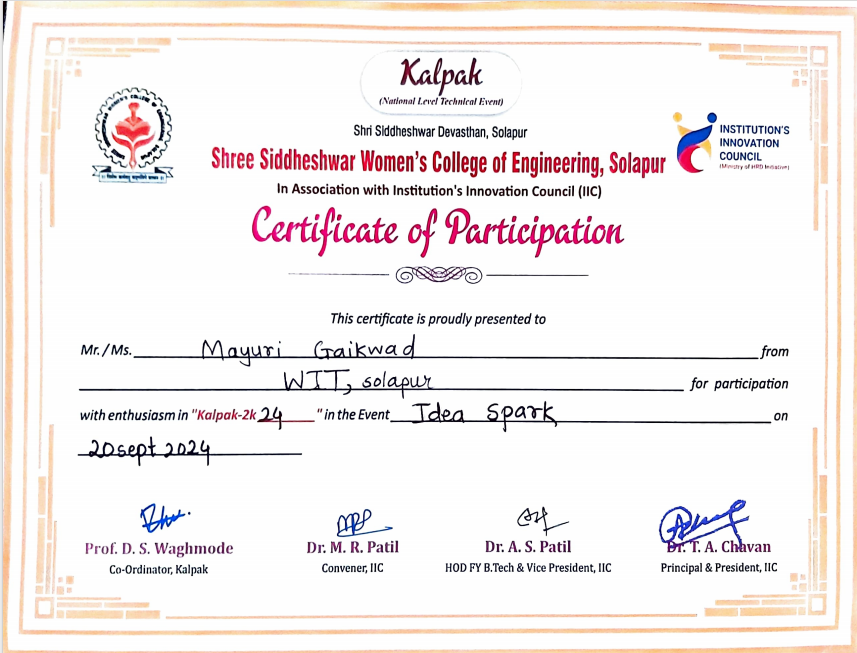 Kalpak
(National Level Technical Event)
Shri Siddheshwar Devasthan, Solapur
Shree Siddheshwar Women's College of Engineering, Solapur
In Association with Institution's Innovation Council (IIC)
INSTITUTION'S
INNOVATION
COUNCIL
(Ministry of HRD Initiative)
Certificate of Participation
This certificate is proudly presented to
Mr./Ms. Mayuri Gaikwad from
WIT, solapur for participation
with enthusiasm in "Kalpak-2k 24 " in the Event Idea Spark on
20 sept 2024
Prof. D. S. Waghmode Dr. M. R. Patil Dr. A. S. Patil Dr. T. A. Chavan
Co-Ordinator, Kalpak Convener, IIC HOD FY B.Tech & Vice President, IIC Principal & President, IIC